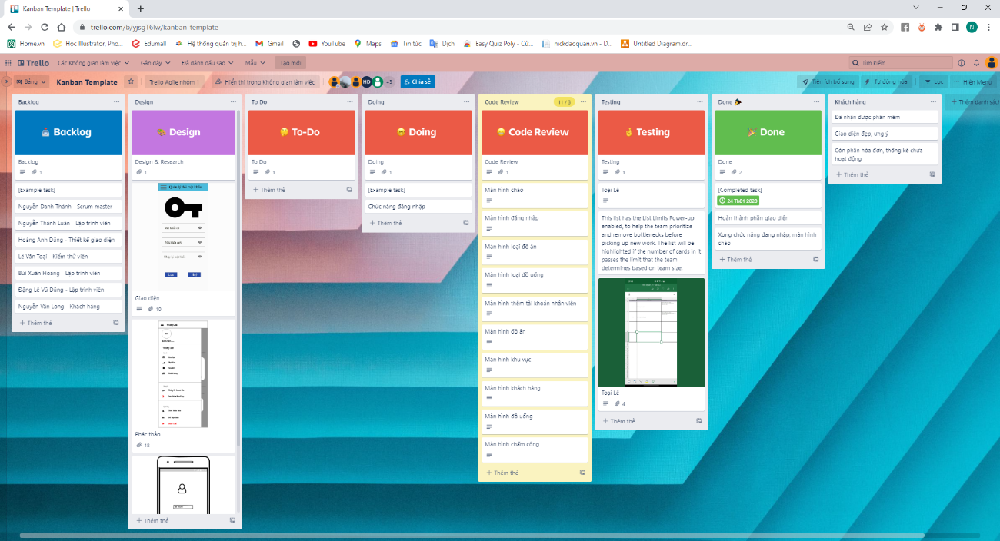 Kanban Template | Trello
trello.com/b/yjsgT6lw/kanban-template
Home.vn
Học Illustrator, Pho...
Edumall
Hệ thống quản trị h...
Gmail
YouTube
Maps
Tin tức
Dịch
Easy Quiz Poly - Cú...
nickdaoquan.vn - D...
Untitled Diagram.dr...
Trello
Các Không gian làm việc
Gần đây
Đã đánh dấu sao
Mẫu
Tạo mới
Tìm kiếm
Bảng
Kanban Template
Trello Agile nhóm 1
Hiển thị trong Không gian làm việc
HD
+3
Chia sẻ
Tiện ích bổ sung
Tự động hóa
Lọc
Hiện Menu
Backlog
Backlog
Backlog
1
[Example task]
Nguyễn Danh Thành - Scrum master
Nguyễn Thành Luân - Lập trình viên
Hoàng Anh Dũng - Thiết kế giao diện
Lê Văn Toại - Kiểm thử viên
Bùi Xuân Hoàng - Lập trình viên
Đặng Lê Vũ Dũng - Lập trình viên
Nguyễn Văn Long - Khách hàng
+ Thêm thẻ
Design
Design
Design & Research
1
Quản lý đổi mật khẩu
Mật khẩu cũ
Mật khẩu mới
Nhập lại mật khẩu
Lưu
Huỷ
Giao diện
10
Phác thảo
18
+ Thêm thẻ
To Do
To-Do
To Do
1
+ Thêm thẻ
Doing
Doing
Doing
1
[Example task]
Chức năng đăng nhập
+ Thêm thẻ
Code Review
11 / 3
Code Review
Code Review
1
Màn hình chào
Màn hình đăng nhập
Màn hình loại đồ ăn
Màn hình loại đồ uống
Màn hình thêm tài khoản nhân viên
Màn hình đồ ăn
Màn hình khu vực
Màn hình khách hàng
Màn hình đồ uống
Màn hình chấm công
+ Thêm thẻ
Testing
Testing
Testing
1
Toại Lê
This list has the List Limits Power-up
enabled, to help the team prioritize
and remove bottlenecks before
picking up new work. The list will be
highlighted if the number of cards in it
passes the limit that the team
determines based on team size.
Toại Lê
4
+ Thêm thẻ
Done
Done
Done
2
[Completed task]
24 Th01 2020
Hoàn thành phần giao diện
Xong chức năng đang nhập, màn hình
chào
+ Thêm thẻ
Khách hàng
Đã nhận được phần mềm
Giao diện đẹp, ưng ý
Còn phần hóa đơn, thống kê chưa
hoạt động
+ Thêm thẻ
+ Thêm danh sách